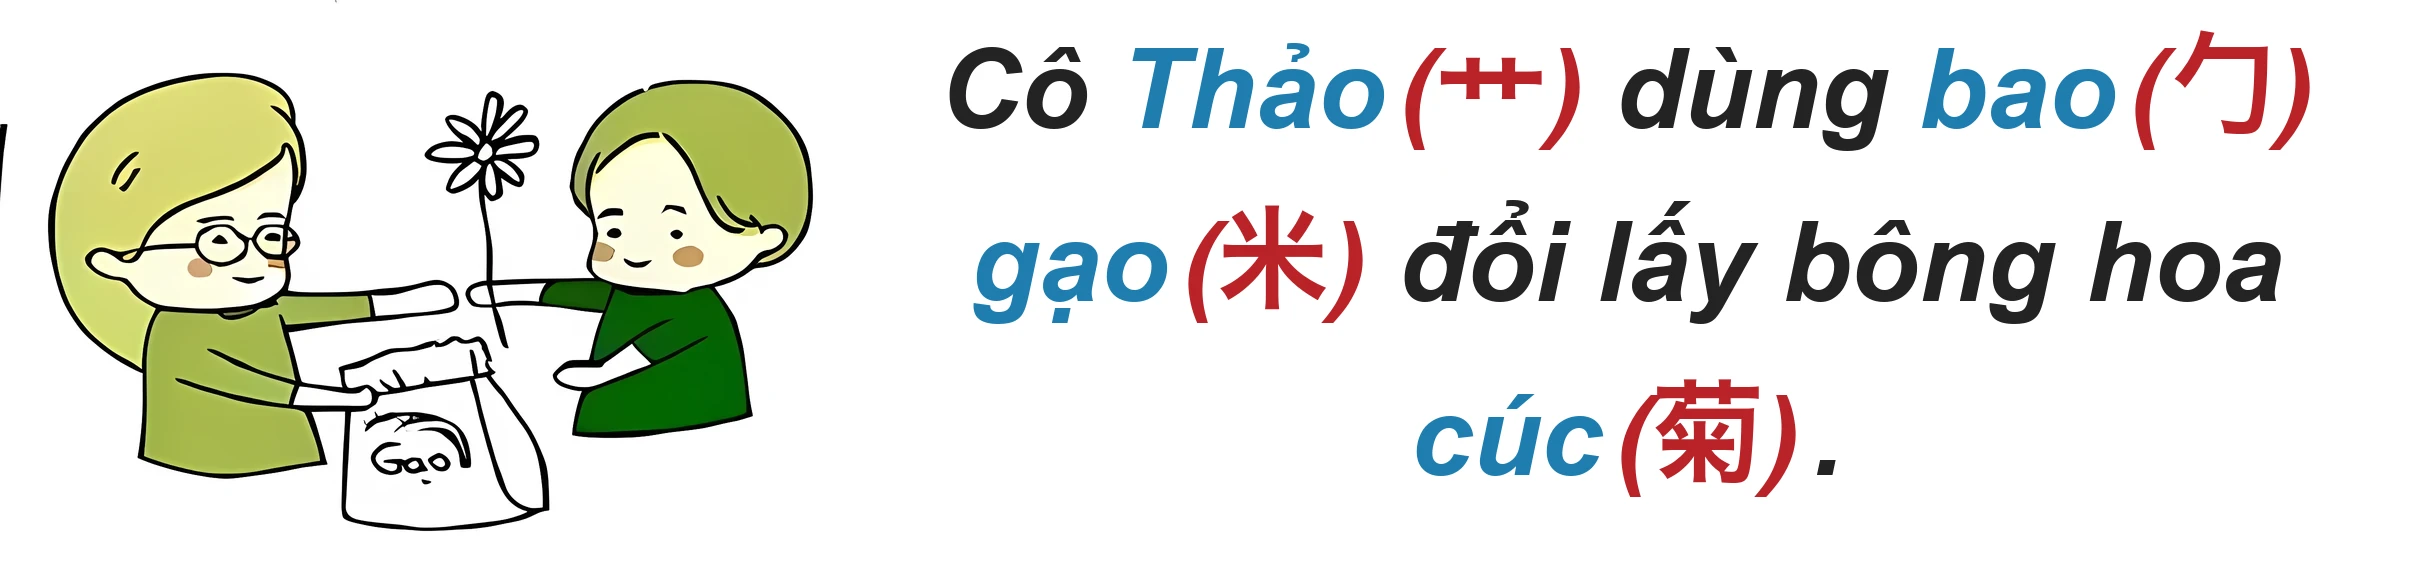 Cô Thảo(艹) dùng bao(勹)
gạo(米) đổi lấy bông hoa
cúc(菊).
Gạo